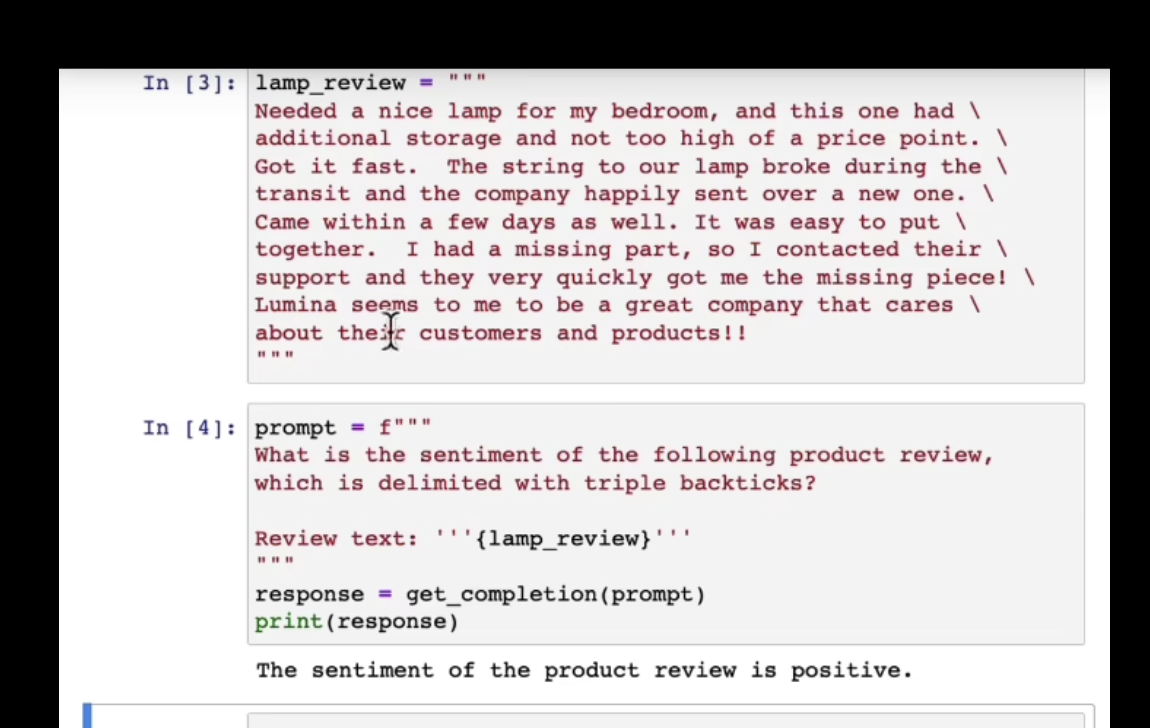 In [3]: lamp_review = """
Needed a nice lamp for my bedroom, and this one had \
additional storage and not too high of a price point. \
Got it fast.  The string to our lamp broke during the \
transit and the company happily sent over a new one. \
Came within a few days as well. It was easy to put \
together.  I had a missing part, so I contacted their \
support and they very quickly got me the missing piece! \
Lumina seems to me to be a great company that cares \
about their customers and products!!
"""
In [4]: prompt = f"""
What is the sentiment of the following product review,
which is delimited with triple backticks?
Review text: '''{lamp_review}'''
"""
response = get_completion(prompt)
print(response)
The sentiment of the product review is positive.